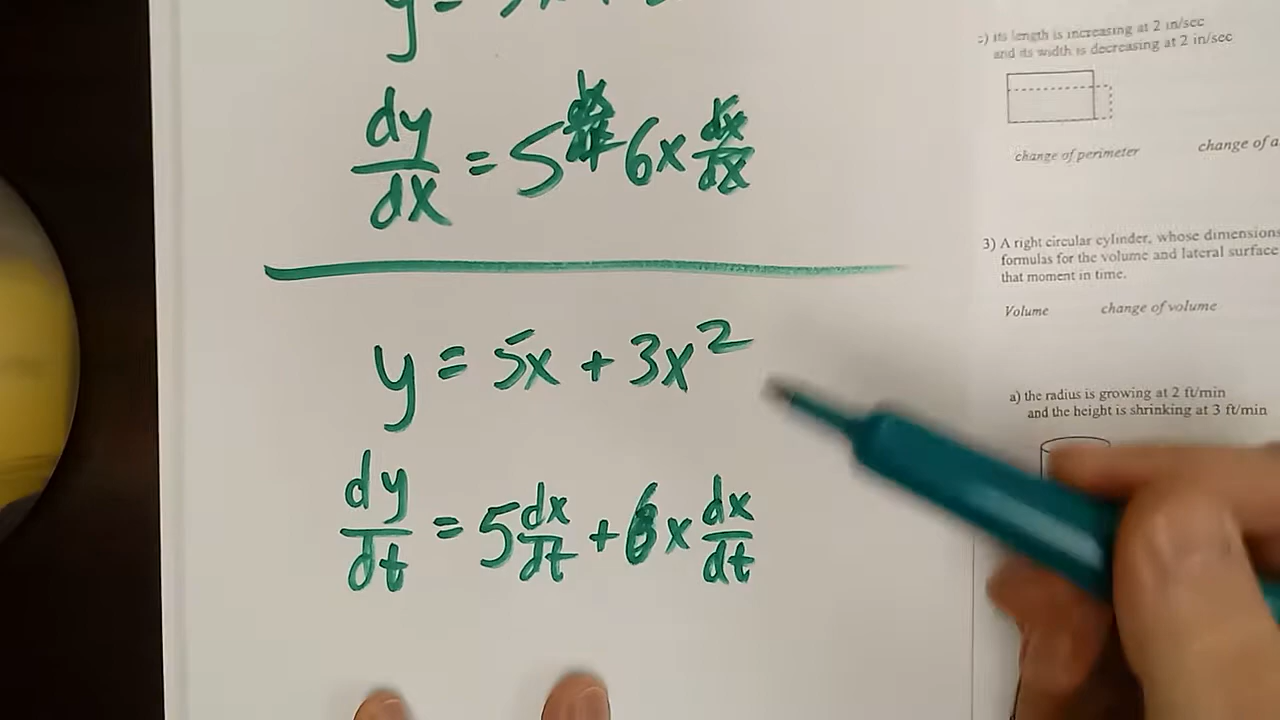 dy/dx = 5 dx/dx 6x dx/dx
y = 5x + 3x²
dy/dt = 5 dx/dt + 6x dx/dt
c) its length is increasing at 2 in/sec
and its width is decreasing at 2 in/sec
change of perimeter change of
3) A right circular cylinder, whose dimensions
formulas for the volume and lateral surface
that moment in time.
Volume change of volume
a) the radius is growing at 2 ft/min
and the height is shrinking at 3 ft/min